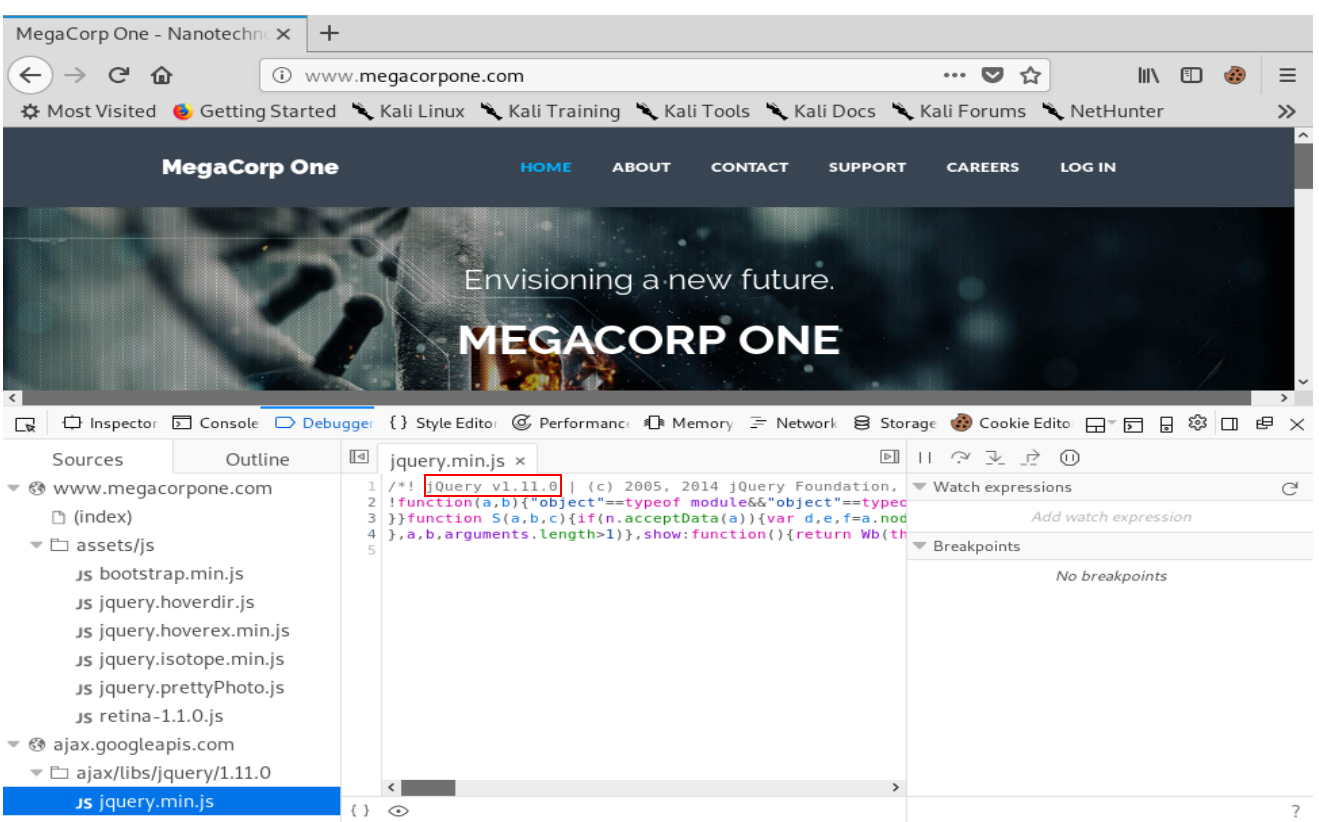 MegaCorp One - Nanotechn
www.megacorpone.com
Most Visited Getting Started Kali Linux Kali Training Kali Tools Kali Docs Kali Forums NetHunter
MegaCorp One HOME ABOUT CONTACT SUPPORT CAREERS LOG IN
Envisioning a new future.
MEGACORP ONE
Inspector Console Debugger {} Style Editor Performanc Memory Network Storage Cookie Edito
Sources Outline
www.megacorpone.com
(index)
assets/js
JS bootstrap.min.js
JS jquery.hoverdir.js
JS jquery.hoverex.min.js
JS jquery.isotope.min.js
JS jquery.prettyPhoto.js
JS retina-1.1.0.js
ajax.googleapis.com
ajax/libs/jquery/1.11.0
JS jquery.min.js
jquery.min.js ×
1 /*! jQuery v1.11.0 | (c) 2005, 2014 jQuery Foundation,
2 !function(a,b){"object"==typeof module&&"object"==typeo
3 }}function S(a,b,c){if(n.acceptData(a)){var d,e,f=a.nod
4 },a,b,arguments.length>1)},show:function(){return Wb(th
5
{ }
Watch expressions
Add watch expression
Breakpoints
No breakpoints
?